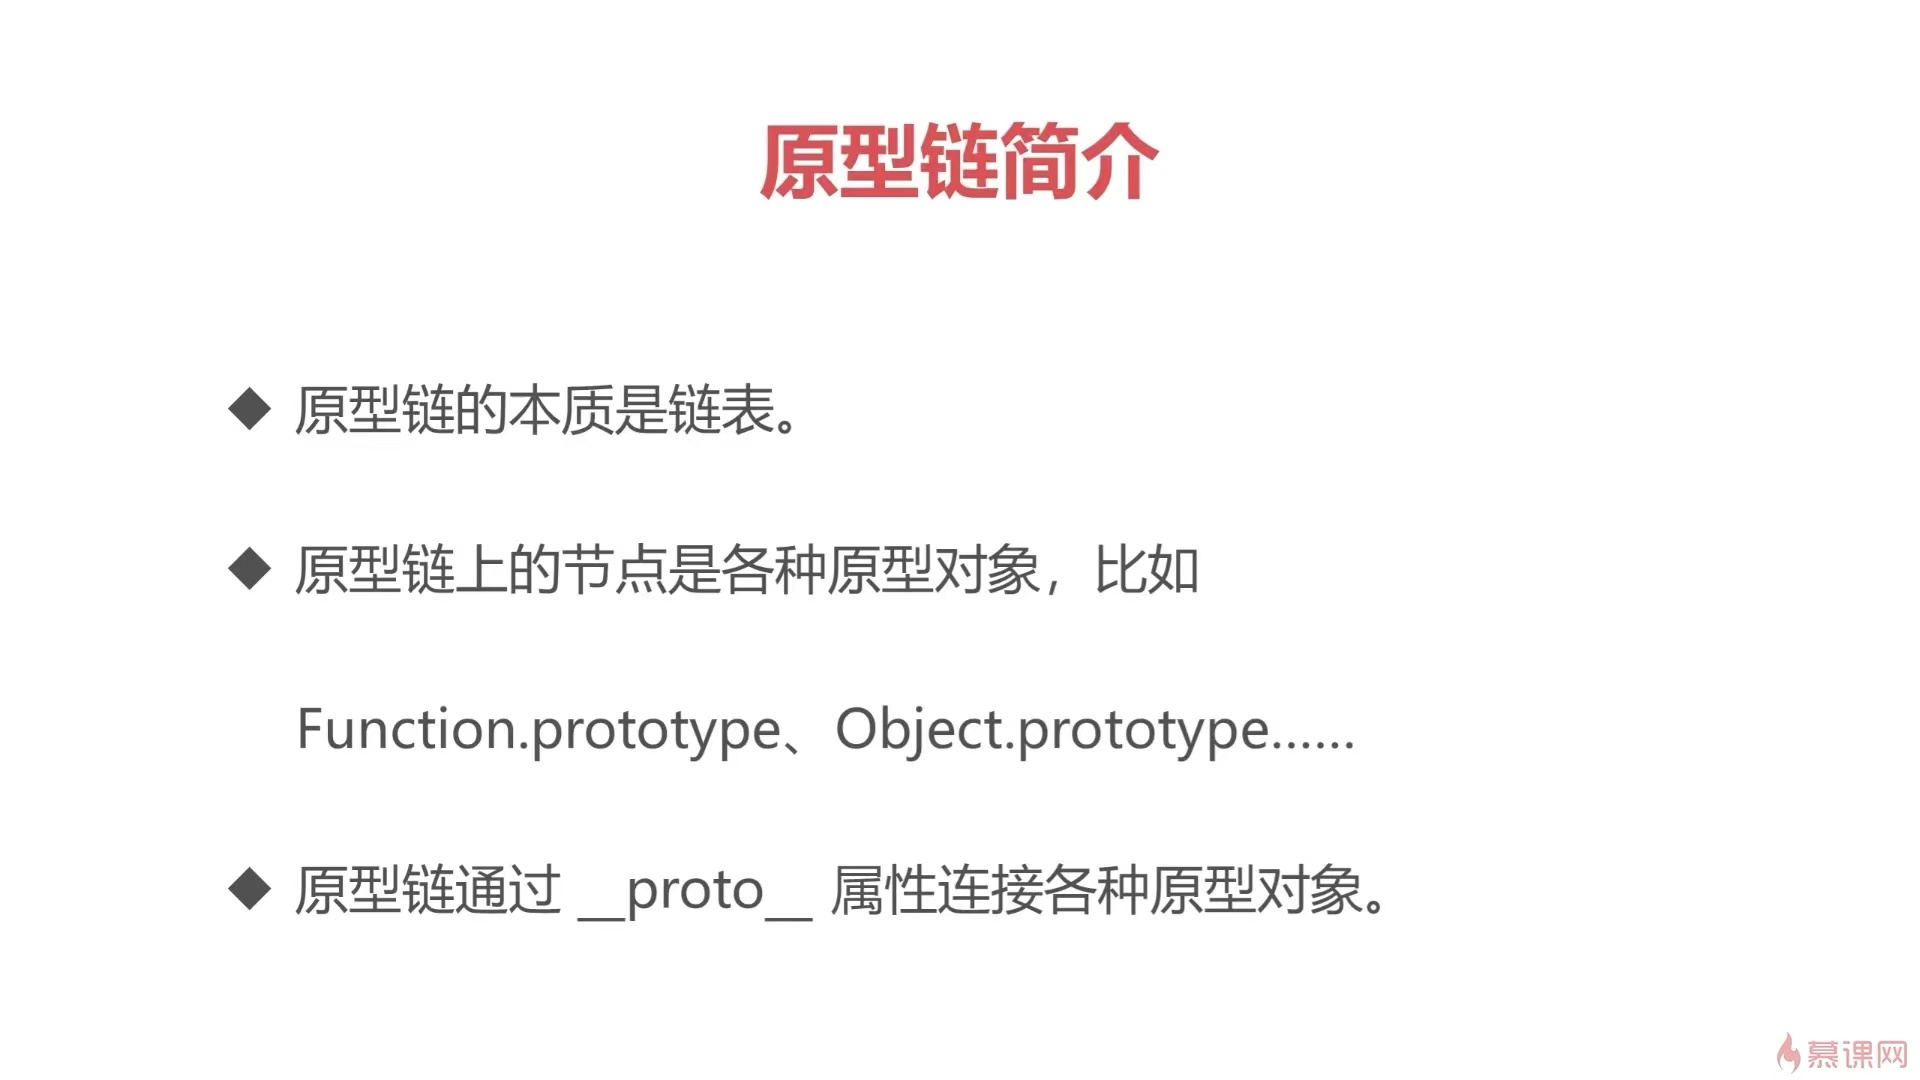 原型链简介
◆ 原型链的本质是链表。
◆ 原型链上的节点是各种原型对象，比如
Function.prototype、Object.prototype……
◆ 原型链通过 __proto__ 属性连接各种原型对象。
慕课网